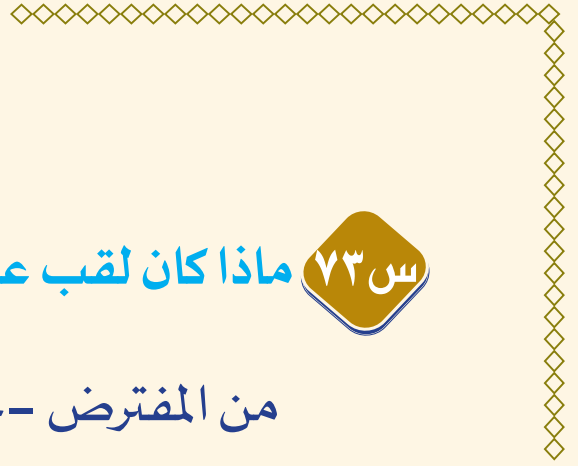 س٧٣ ماذا كان لقب
من المفترض –